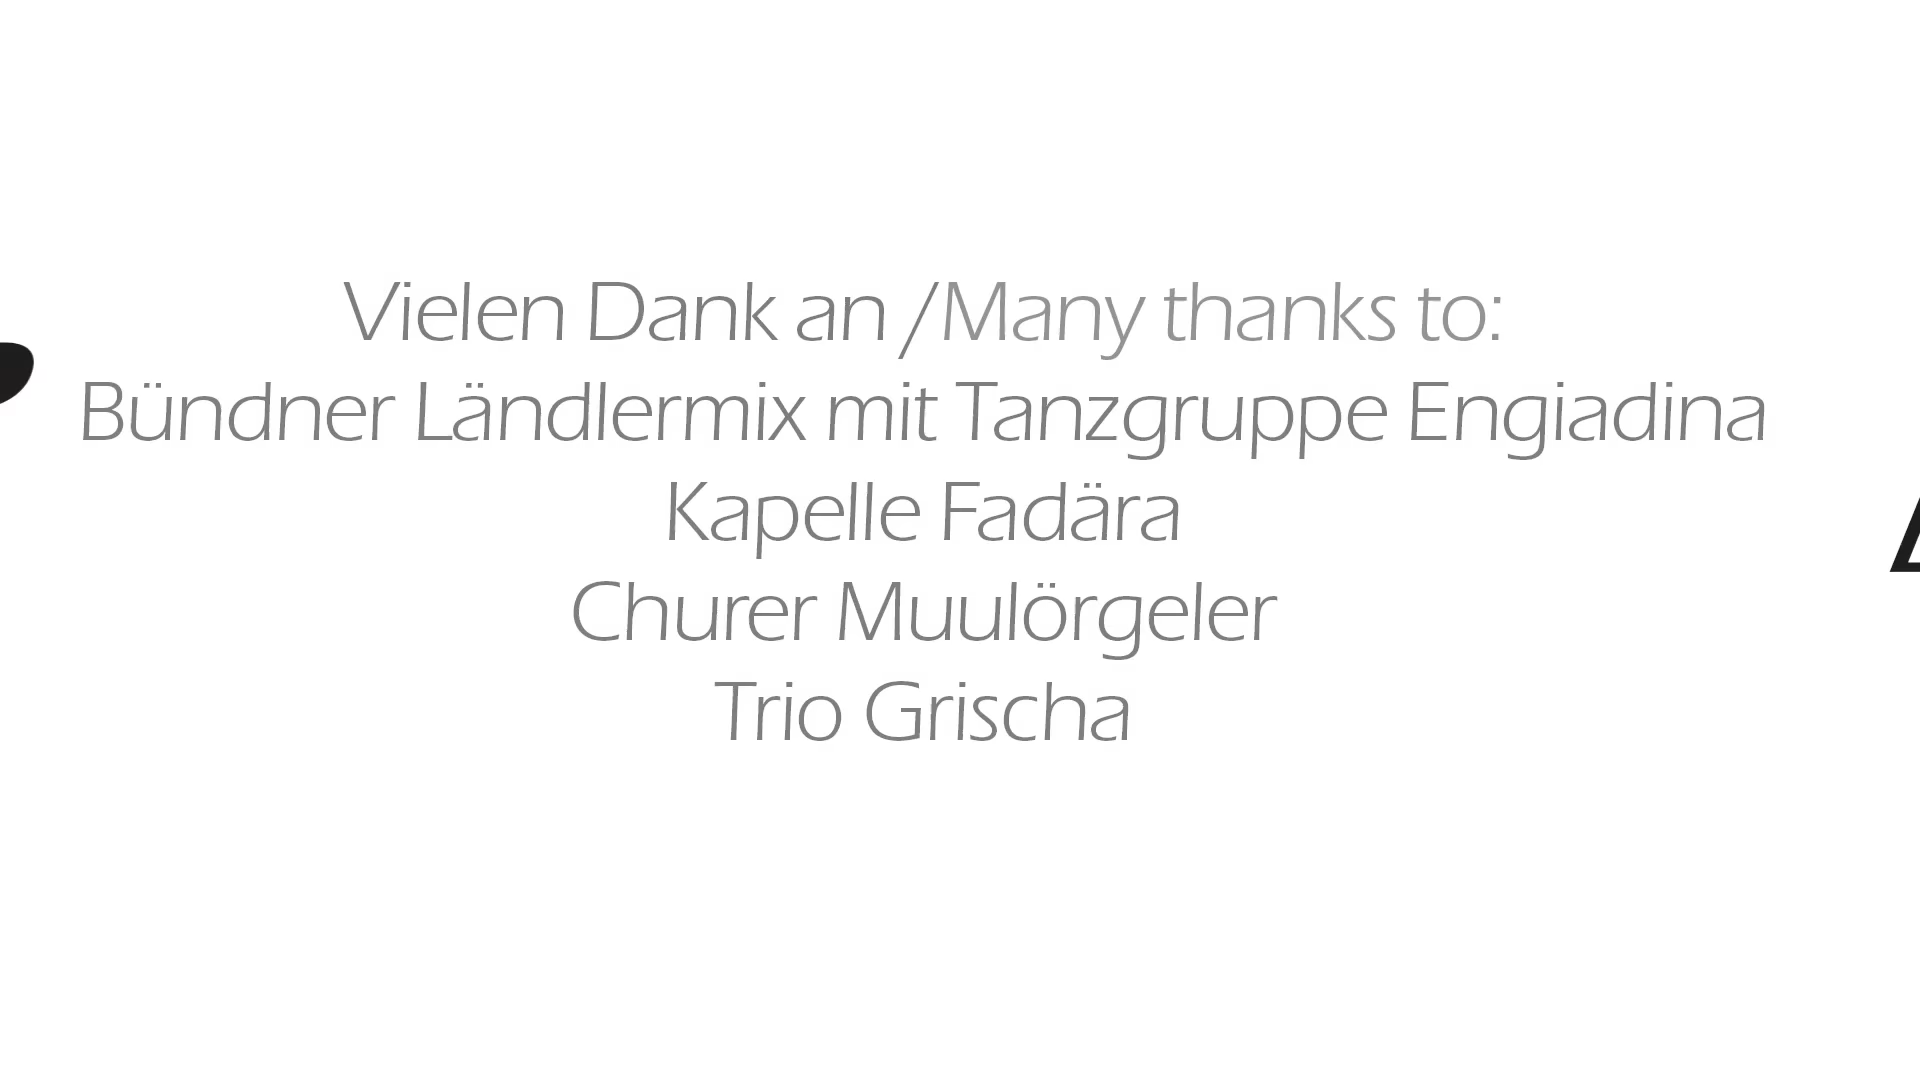 Vielen Dank an /Many thanks to:
Bündner Ländlermix mit Tanzgruppe Engiadina
Kapelle Fadära
Churer Muulörgeler
Trio Grischa